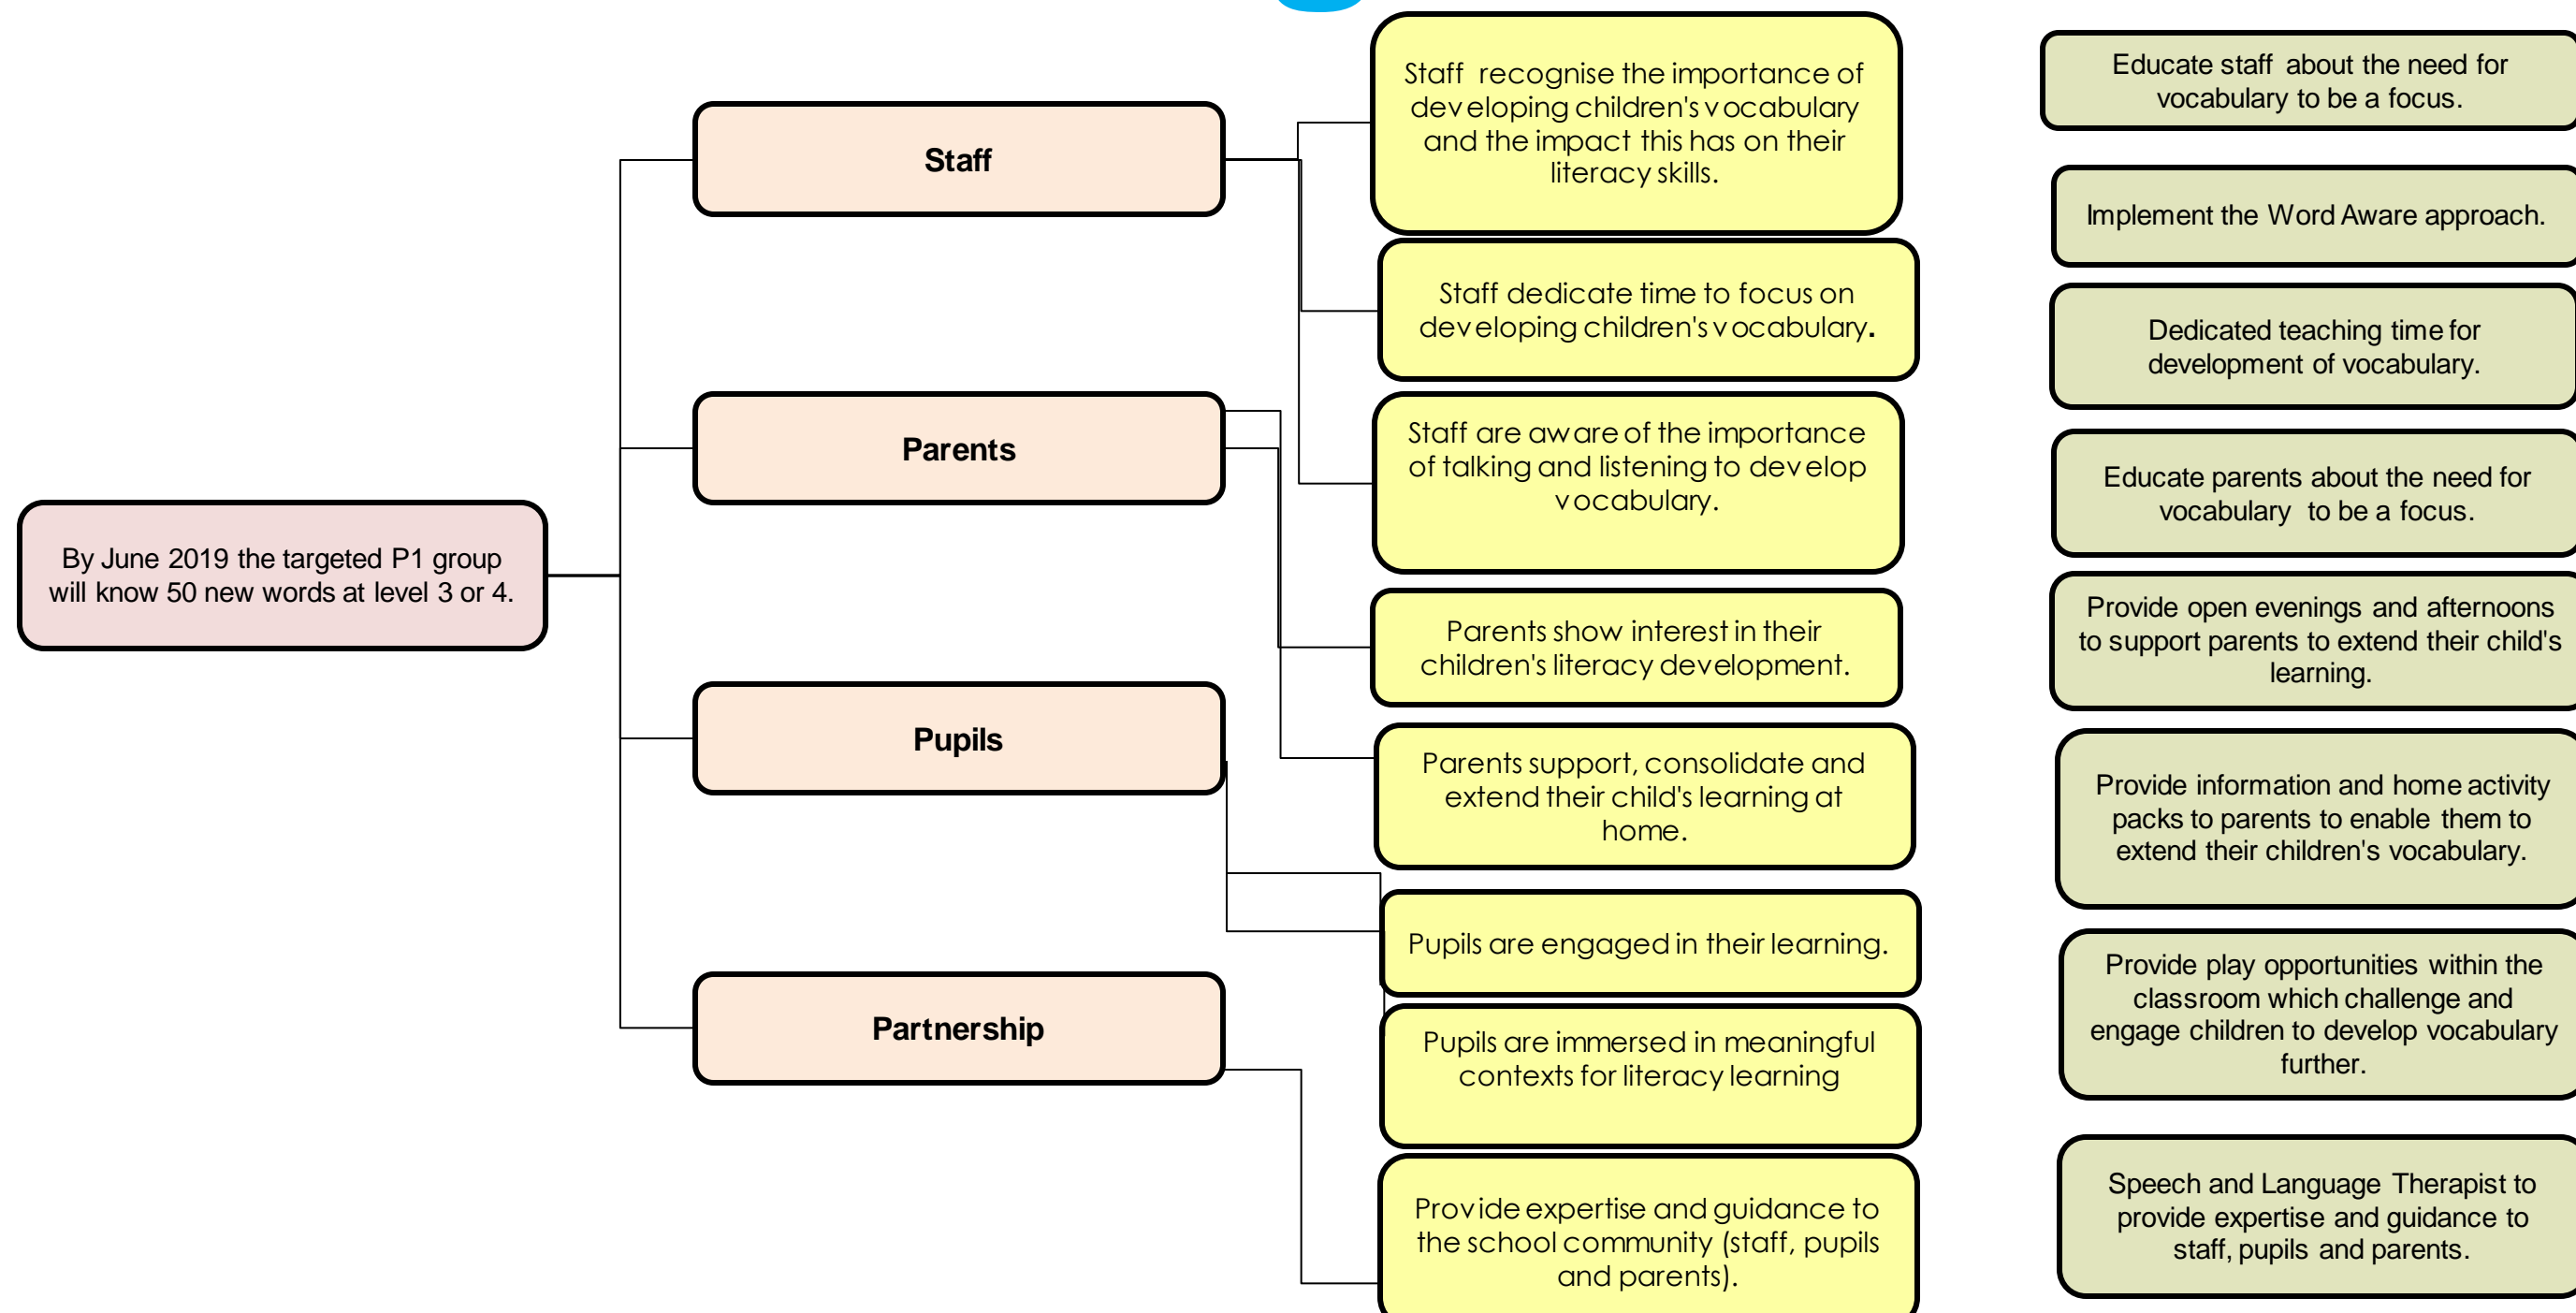 By June 2019 the targeted P1 group
will know 50 new words at level 3 or 4.
Staff
Parents
Pupils
Partnership
Staff recognise the importance of
developing children's vocabulary
and the impact this has on their
literacy skills.
Staff dedicate time to focus on
developing children's vocabulary.
Staff are aware of the importance
of talking and listening to develop
vocabulary.
Parents show interest in their
children's literacy development.
Parents support, consolidate and
extend their child's learning at
home.
Pupils are engaged in their learning.
Pupils are immersed in meaningful
contexts for literacy learning
Provide expertise and guidance to
the school community (staff, pupils
and parents).
Educate staff about the need for
vocabulary to be a focus.
Implement the Word Aware approach.
Dedicated teaching time for
development of vocabulary.
Educate parents about the need for
vocabulary to be a focus.
Provide open evenings and afternoons
to support parents to extend their child's
learning.
Provide information and home activity
packs to parents to enable them to
extend their children's vocabulary.
Provide play opportunities within the
classroom which challenge and
engage children to develop vocabulary
further.
Speech and Language Therapist to
provide expertise and guidance to
staff, pupils and parents.